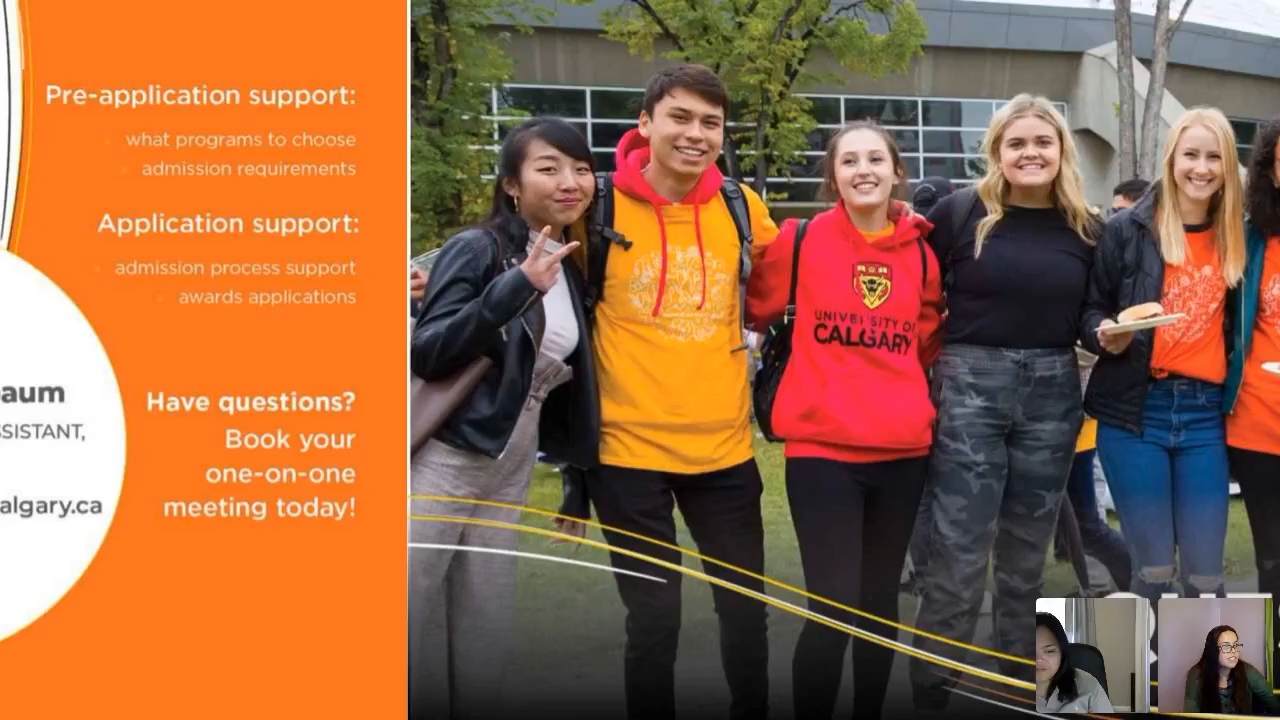 Pre-application support:
what programs to choose
admission requirements
Application support:
admission process support
awards applications
aum
SSISTANT,
algary.ca
Have questions?
Book your
one-on-one
meeting today!
UNIVERSITY OF
CALGARY